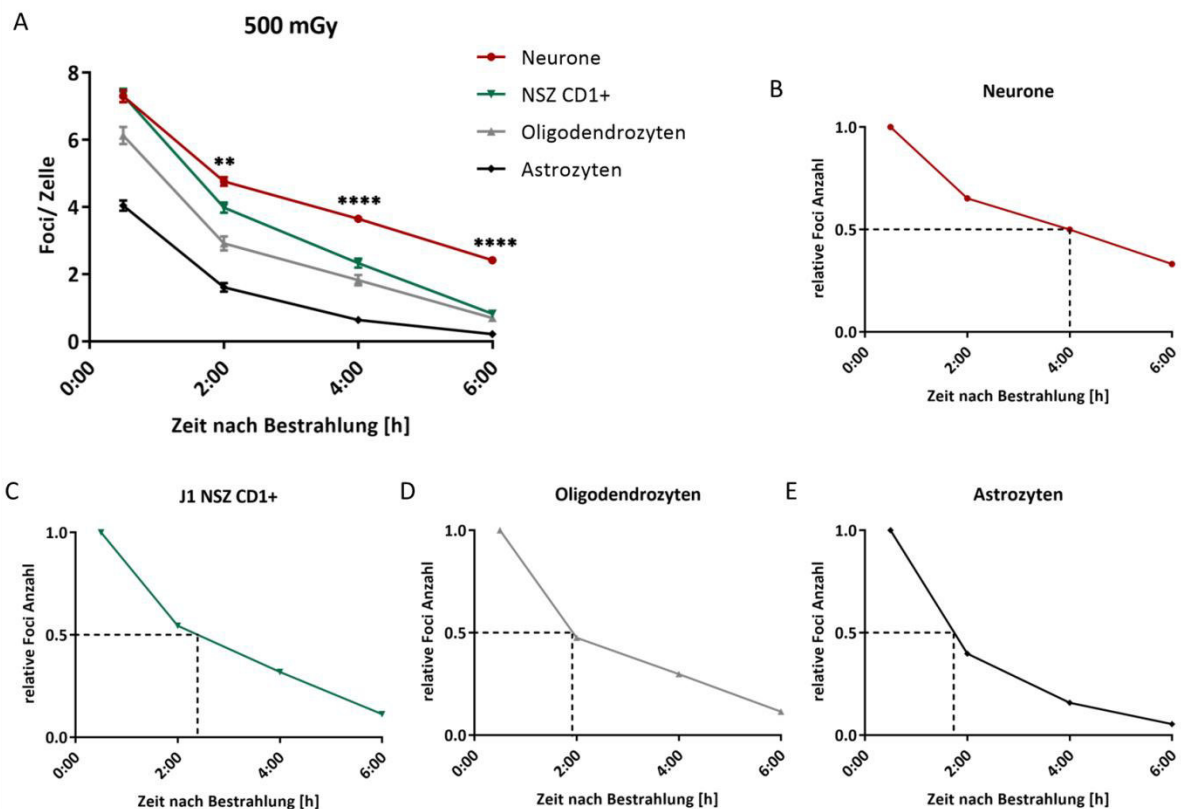 A
500 mGy
Neurone
NSZ CD1+
Oligodendrozyten
Astrozyten
8
6
4
2
0
Foci/ Zelle
**
****
****
0:00
2:00
4:00
6:00
Zeit nach Bestrahlung [h]
B
Neurone
1.0
0.5
0.0
relative Foci Anzahl
0:00
2:00
4:00
6:00
Zeit nach Bestrahlung [h]
C
J1 NSZ CD1+
1.0
0.5
0.0
relative Foci Anzahl
0:00
2:00
4:00
6:00
Zeit nach Bestrahlung [h]
D
Oligodendrozyten
1.0
0.5
0.0
relative Foci Anzahl
0:00
2:00
4:00
6:00
Zeit nach Bestrahlung [h]
E
Astrozyten
1.0
0.5
0.0
relative Foci Anzahl
0:00
2:00
4:00
6:00
Zeit nach Bestrahlung [h]